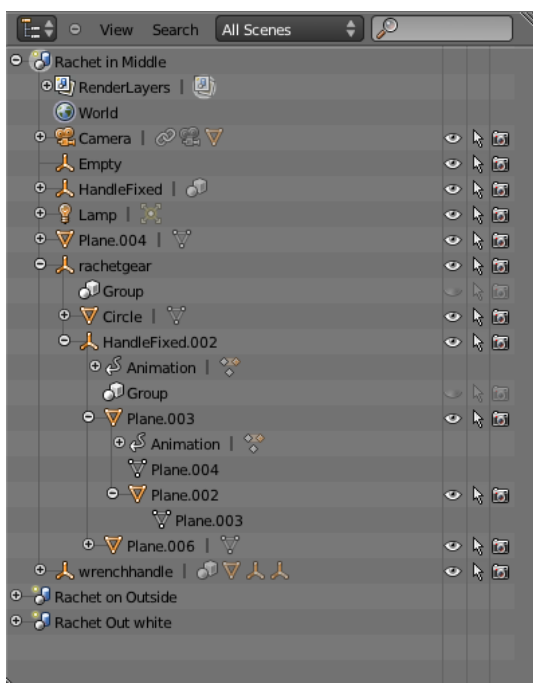 View Search All Scenes
Rachet in Middle
RenderLayers |
World
Camera |
Empty
HandleFixed |
Lamp |
Plane.004 |
rachetgear
Group
Circle |
HandleFixed.002
Animation |
Group
Plane.003
Animation |
Plane.004
Plane.002
Plane.003
Plane.006 |
wrenchhandle |
Rachet on Outside
Rachet Out white